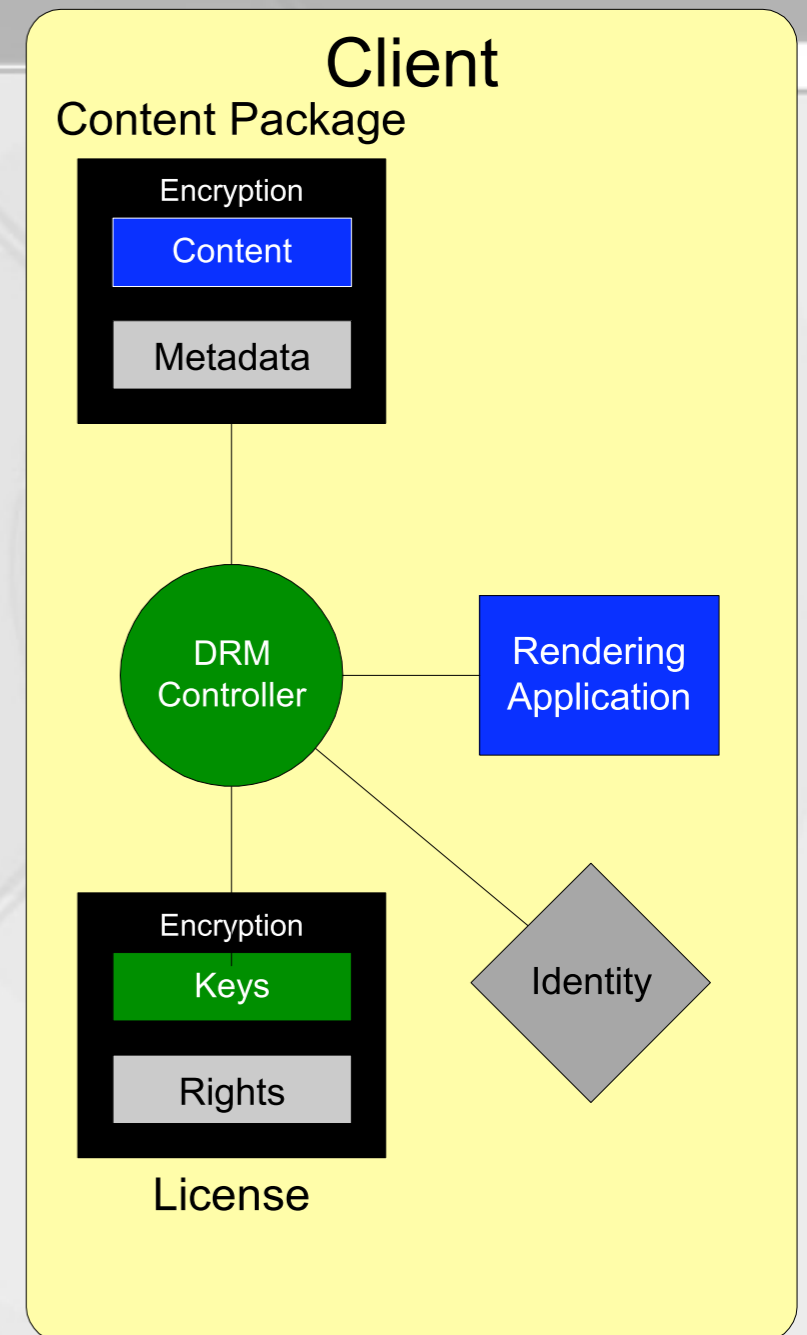 Client
Content Package
Encryption
Content
Metadata
DRM
Controller
Rendering
Application
Encryption
Keys
Identity
Rights
License